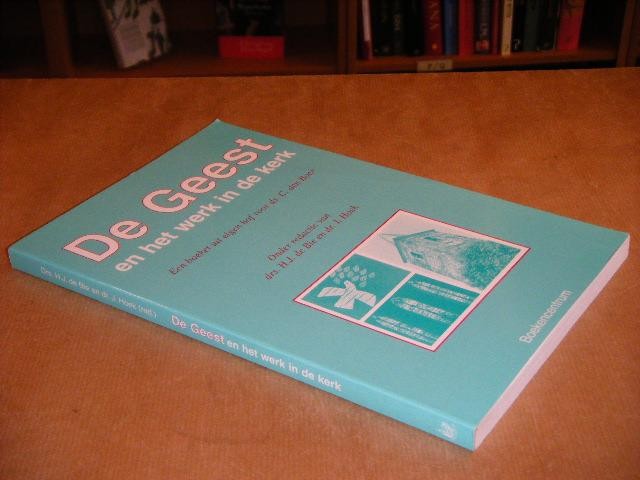 De Geest
en het werk in de kerk
Een boeket uit eigen hof voor dr. C. den Boer
Onder redactie van
drs. H.J. de Bie en dr. J. Hoek
Boekencentrum
Drs. H.J. de Bie en dr. J. Hoek (red.) De Geest en het werk in de kerk
P/Q